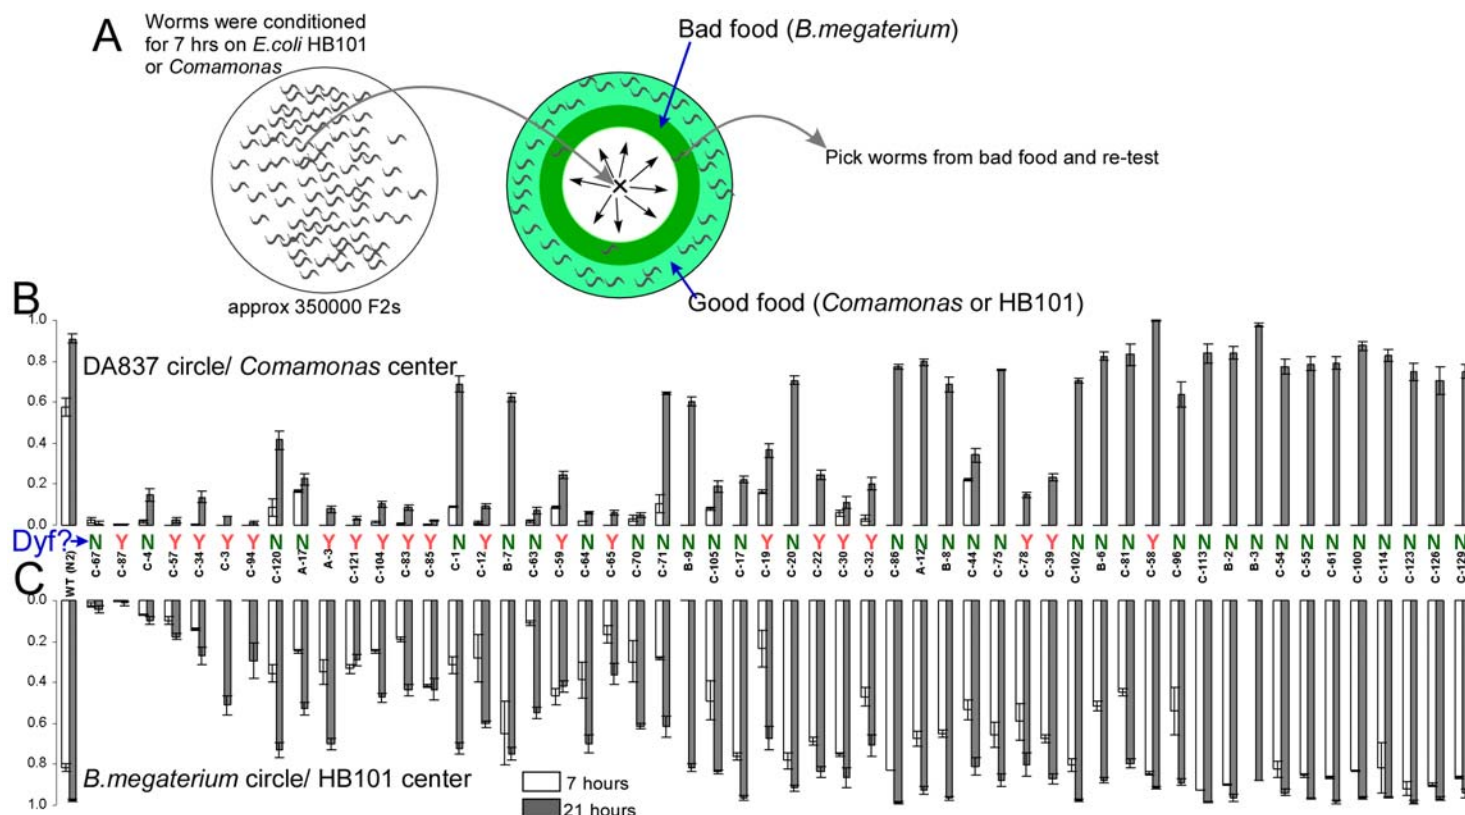 A
Worms were conditioned
for 7 hrs on E.coli HB101
or Comamonas
Bad food (B.megaterium)
Pick worms from bad food and re-test
approx 350000 F2s
Good food (Comamonas or HB101)
B
1.0
0.8
0.6
0.4
0.2
0.0
DA837 circle/ Comamonas center
Dyf? N Y N Y Y Y Y N N Y Y Y Y Y N Y N N Y N Y N N N N N Y N Y Y Y N N N N N Y Y N N N Y N N N N N N N N N N N N
WT (N2) C-67 C-87 C-4 C-57 C-34 C-3 C-94 C-120 A-17 A-3 C-121 C-104 C-83 C-85 C-1 C-12 B-7 C-63 C-59 C-64 C-65 C-70 C-71 B-9 C-105 C-17 C-19 C-20 C-22 C-30 C-32 C-86 A-12 B-8 C-44 C-75 C-78 C-39 C-102 B-6 C-81 C-58 C-96 C-113 B-2 B-3 C-54 C-55 C-61 C-100 C-114 C-123 C-126 C-129
C
0.0
0.2
0.4
0.6
0.8
1.0
B.megaterium circle/ HB101 center
7 hours
21 hours